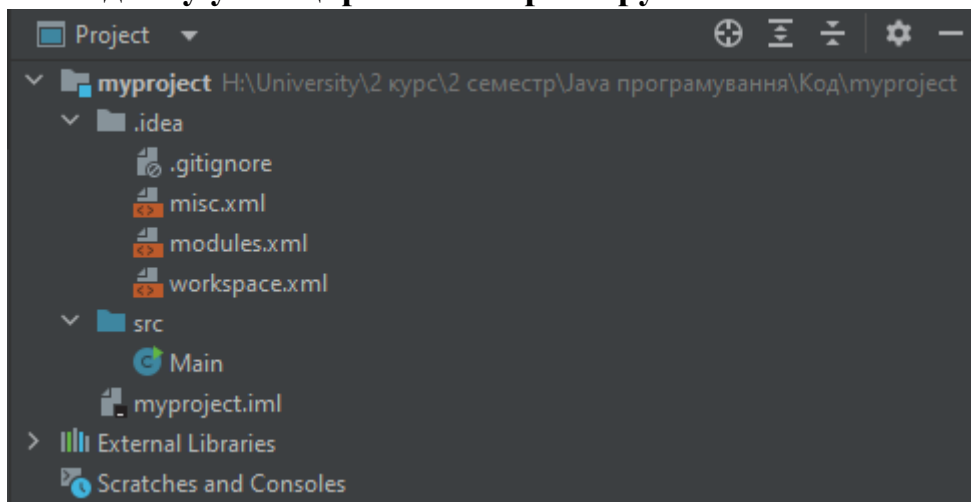 Project
myproject H:\University\2 курс\2 семестр\Java програмування\Код\myproject
.idea
.gitignore
misc.xml
modules.xml
workspace.xml
src
Main
myproject.iml
External Libraries
Scratches and Consoles